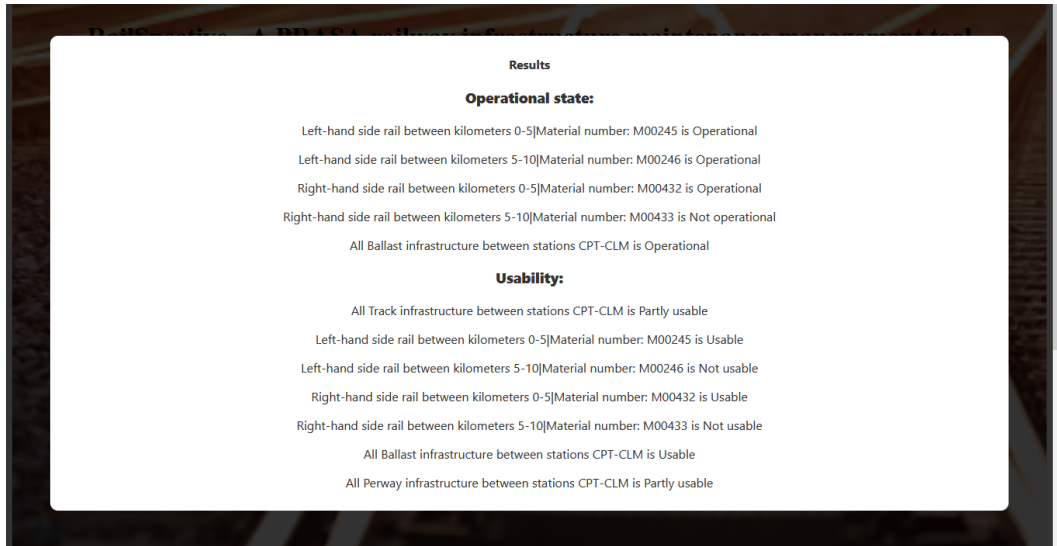 Results
Operational state:
Left-hand side rail between kilometers 0-5|Material number: M00245 is Operational
Left-hand side rail between kilometers 5-10|Material number: M00246 is Operational
Right-hand side rail between kilometers 0-5|Material number: M00432 is Operational
Right-hand side rail between kilometers 5-10|Material number: M00433 is Not operational
All Ballast infrastructure between stations CPT-CLM is Operational
Usability:
All Track infrastructure between stations CPT-CLM is Partly usable
Left-hand side rail between kilometers 0-5|Material number: M00245 is Usable
Left-hand side rail between kilometers 5-10|Material number: M00246 is Not usable
Right-hand side rail between kilometers 0-5|Material number: M00432 is Usable
Right-hand side rail between kilometers 5-10|Material number: M00433 is Not usable
All Ballast infrastructure between stations CPT-CLM is Usable
All Perway infrastructure between stations CPT-CLM is Partly usable